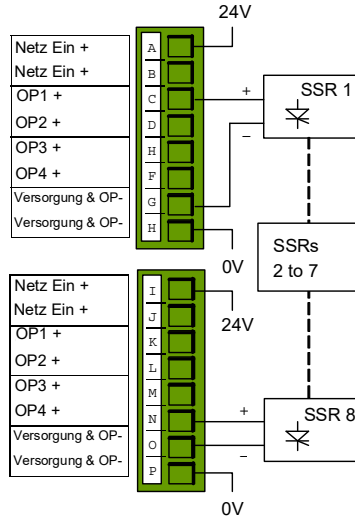 24V
Netz Ein + A
Netz Ein + B
OP1 + C + SSR 1
OP2 + D
–
OP3 + H
OP4 + F
Versorgung & OP- G
Versorgung & OP- H
0V
SSRs
2 to 7
Netz Ein + I
Netz Ein + J
24V
OP1 + K
OP2 + L
OP3 + M
OP4 + N + SSR 8
Versorgung & OP- O
–
Versorgung & OP- P
0V